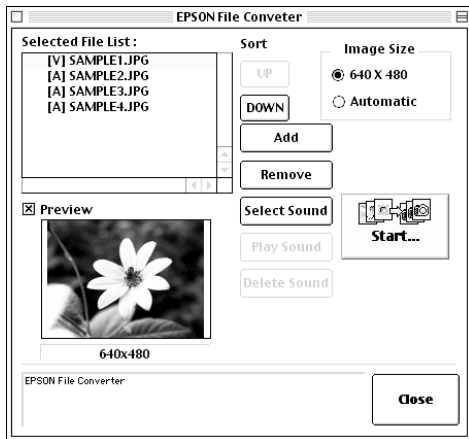 EPSON File Conveter
Selected File List :
[V] SAMPLE1.JPG
[A] SAMPLE2.JPG
[A] SAMPLE3.JPG
[A] SAMPLE4.JPG
Sort
UP
DOWN
Image Size
640 X 480
Automatic
Add
Remove
Select Sound
Play Sound
Delete Sound
Start...
Preview
640x480
EPSON File Converter
Close